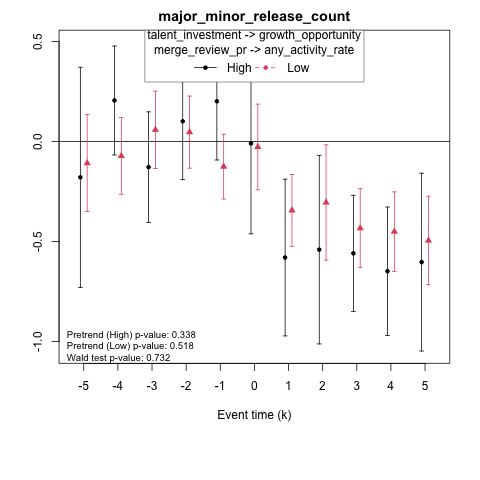 major_minor_release_count
talent_investment -> growth_opportunity
merge_review_pr -> any_activity_rate
High Low
0.5
0.0
-0.5
-1.0
Pretrend (High) p-value: 0.338
Pretrend (Low) p-value: 0.518
Wald test p-value: 0.732
-5 -4 -3 -2 -1 0 1 2 3 4 5
Event time (k)